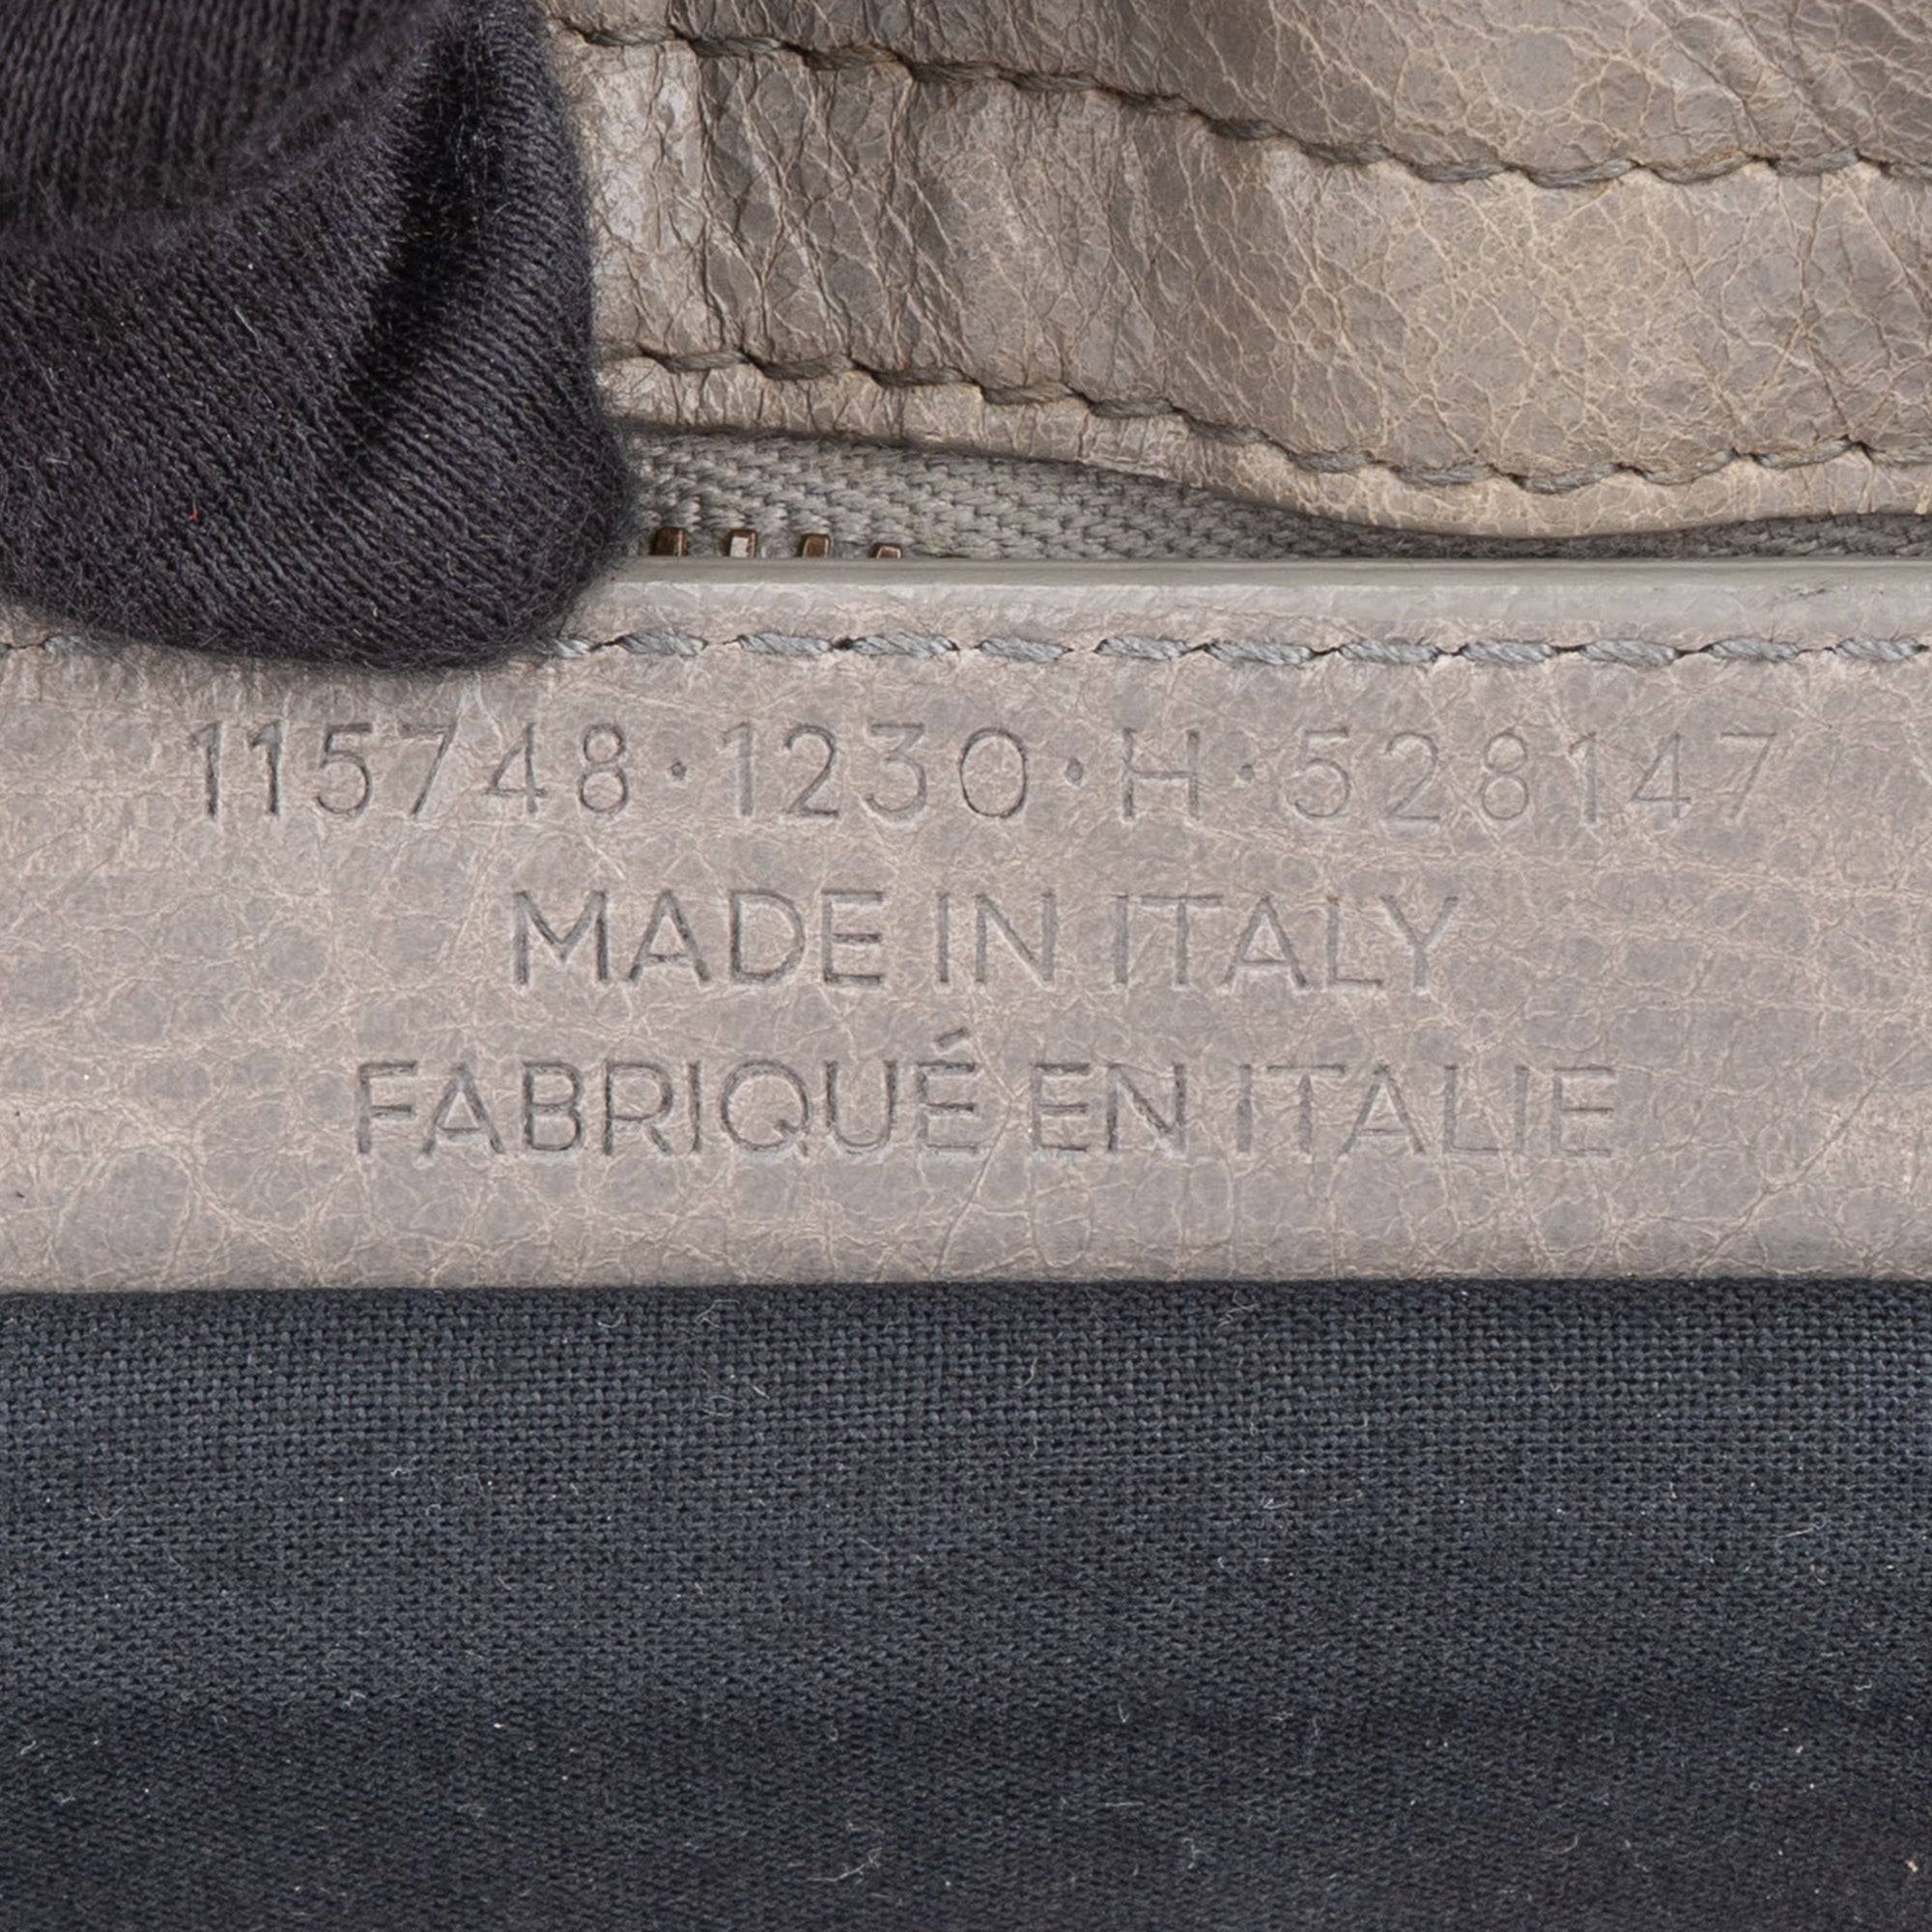 115748·1230·H·528147
MADE IN ITALY
FABRIQUÉ EN ITALIE